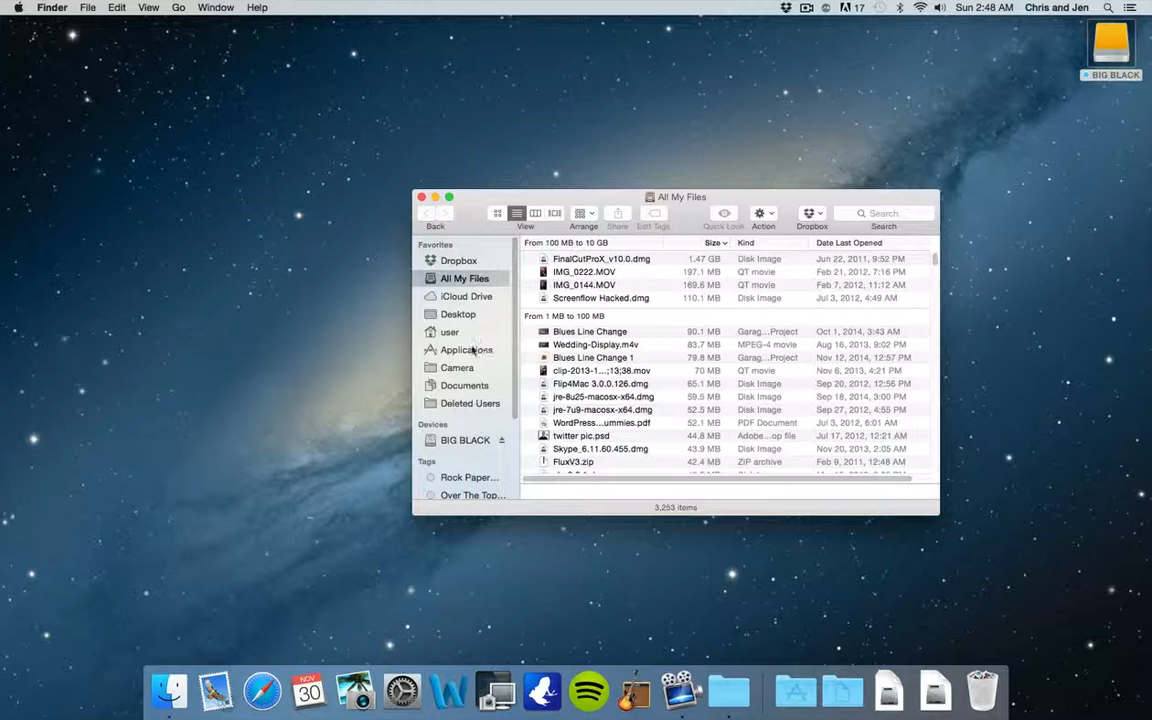 Finder File Edit View Go Window Help 17 Sun 2:48 AM Chris and Jen
BIG BLACK
All My Files
Search
Back View Arrange Share Edit Tags Quick Look Action Dropbox Search
Favorites
Dropbox
All My Files
iCloud Drive
Desktop
user
Applications
Camera
Documents
Deleted Users
Devices
BIG BLACK
Tags
Rock Paper...
Over The Top...
From 100 MB to 10 GB Size Kind Date Last Opened
FinalCutProX_v10.0.dmg 1.47 GB Disk Image Jun 22, 2011, 9:52 PM
IMG_0222.MOV 197.1 MB QT movie Feb 21, 2012, 7:16 PM
IMG_0144.MOV 169.6 MB QT movie Feb 7, 2012, 11:12 PM
Screenflow Hacked.dmg 110.1 MB Disk Image Jul 3, 2012, 4:49 AM
From 1 MB to 100 MB
Blues Line Change 90.1 MB Garag...Project Oct 1, 2014, 3:43 AM
Wedding-Display.m4v 83.7 MB MPEG-4 movie Aug 16, 2013, 9:00 PM
Blues Line Change 1 79.8 MB Garag...Project Nov 12, 2014, 12:57 PM
clip-2013-1...;13;38.mov 70 MB QT movie Nov 6, 2013, 4:21 PM
Flip4Mac 3.0.0.126.dmg 65.1 MB Disk Image Sep 20, 2012, 12:56 PM
jre-8u25-macosx-x64.dmg 59.5 MB Disk Image Sep 18, 2014, 3:00 PM
jre-7u9-macosx-x64.dmg 52.5 MB Disk Image Sep 27, 2012, 4:55 PM
WordPress...ummies.pdf 52.1 MB PDF Document Aug 10, 2012, 11:20 PM
twitter pic.psd 44.8 MB Adobe...op file Jul 17, 2012, 12:21 AM
Skype_6.11.60.455.dmg 43.9 MB Disk Image Nov 20, 2013, 5:21 AM
FluxV3.zip 42.4 MB ZIP archive Feb 9, 2011, 12:48 AM
3,253 items
NOV
30